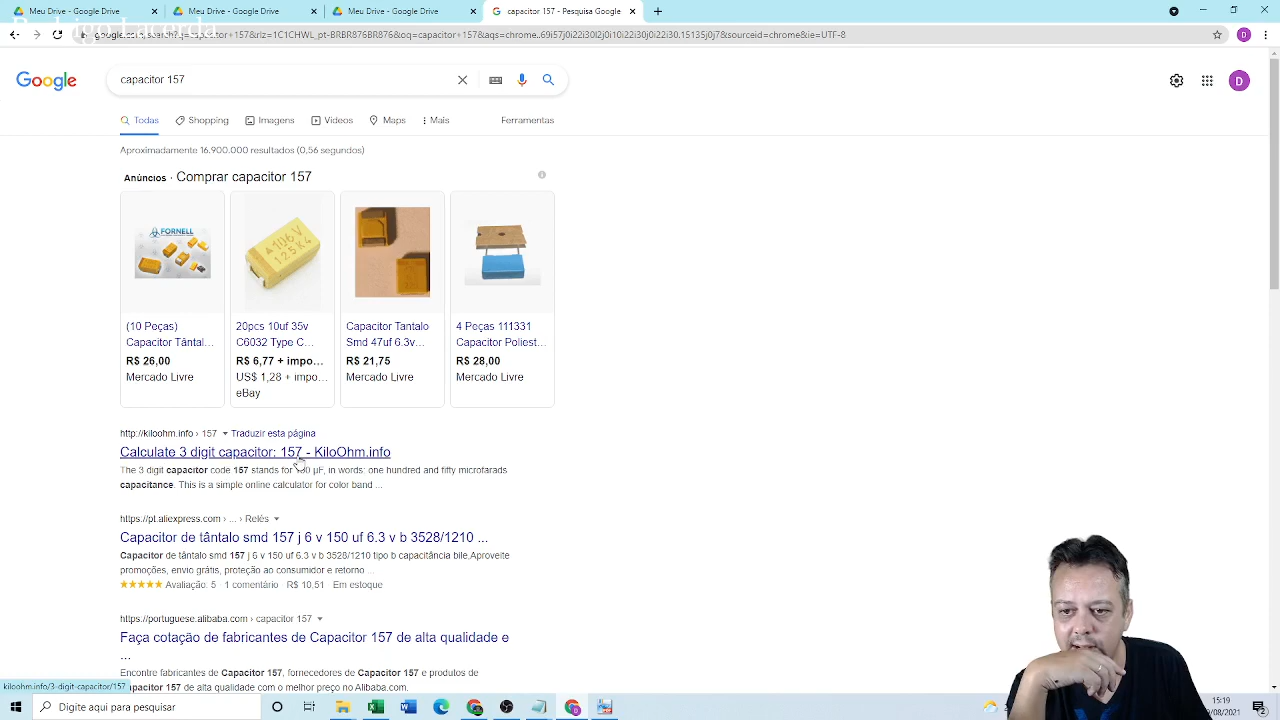 Meu Drive - Google Drive
Meu Drive - Google Drive
Meu Drive - Google Drive
capacitor 157 - Pesquisa Google
Rodrigo Lacerda
google.com/search?q=capacitor+157&rlz=1C1CHWL_pt-BRBR876BR876&oq=capacitor+157&aqs=chrome.69i57j0i22i30l2j0i10i22i30j0i22i30.15135j0j7&sourceid=chrome&ie=UTF-8
D
Google
capacitor 157
D
Todas
Shopping
Imagens
Vídeos
Maps
Mais
Ferramentas
Aproximadamente 16.900.000 resultados (0,56 segundos)
Anúncios · Comprar capacitor 157
FORNELL
(10 Peças)
Capacitor Tântal...
R$ 26,00
Mercado Livre
20pcs 10uf 35v
C6032 Type C...
R$ 6,77 + impo...
US$ 1,28 + impo...
eBay
Capacitor Tantalo
Smd 47uf 6.3v...
R$ 21,75
Mercado Livre
4 Peças 111331
Capacitor Poliest...
R$ 28,00
Mercado Livre
http://kiloohm.info › 157 Traduzir esta página
Calculate 3 digit capacitor: 157 - KiloOhm.info
The 3 digit capacitor code 157 stands for µF, in words: one hundred and fifty microfarads
capacitance. This is a simple online calculator for color band ...
https://pt.aliexpress.com › ... › Relés
Capacitor de tântalo smd 157 j 6 v 150 uf 6.3 v b 3528/1210 ...
Capacitor de tântalo smd 157 j 6 v 150 uf 6.3 v b 3528/1210 tipo b capacitância bile,Aproveite
promoções, envio grátis, proteção ao consumidor e retorno ...
Avaliação: 5 · 1 comentário · R$ 10,51 · Em estoque
https://portuguese.alibaba.com › capacitor 157
Faça cotação de fabricantes de Capacitor 157 de alta qualidade e
...
Encontre fabricantes de Capacitor 157, fornecedores de Capacitor 157 e produtos de
157 de alta qualidade com o melhor preço no Alibaba.com.
kiloohm.info/3-digit-capacitor/157
Digite aqui para pesquisar
15:19
/08/2021
2